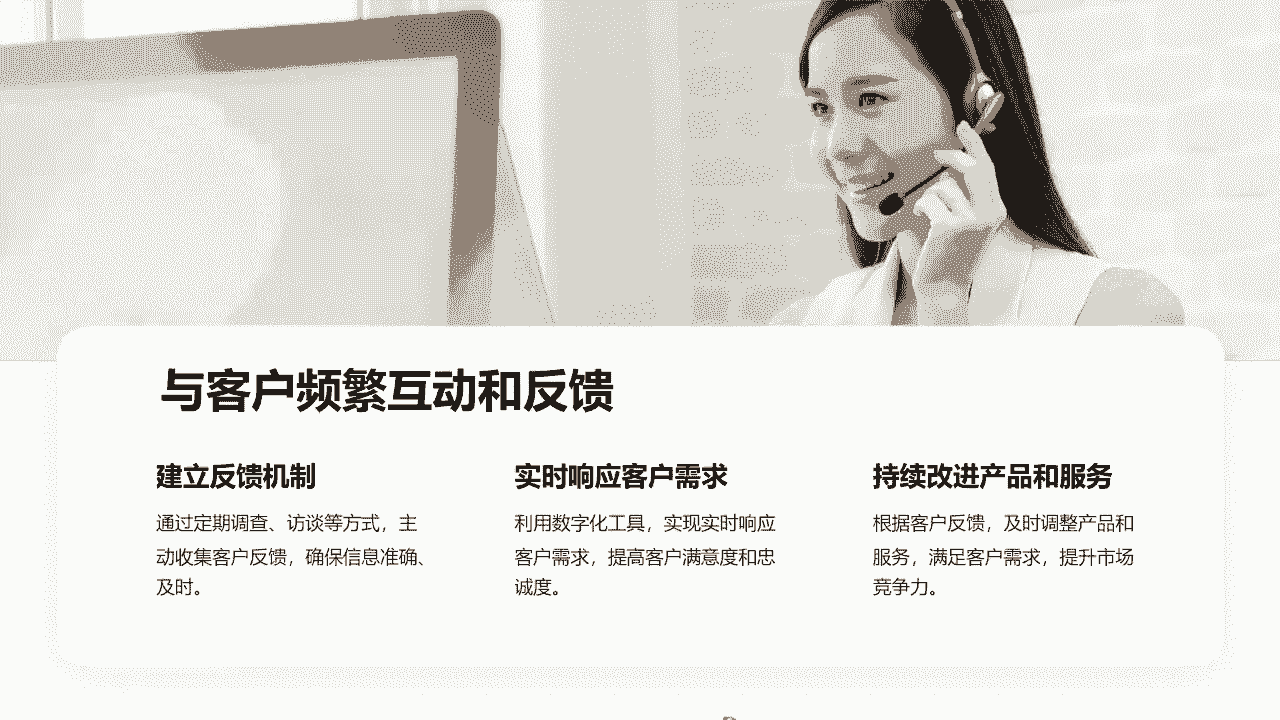 与客户频繁互动和反馈
建立反馈机制
通过定期调查、访谈等方式，主
动收集客户反馈，确保信息准确、
及时。
实时响应客户需求
利用数字化工具，实现实时响应
客户需求，提高客户满意度和忠
诚度。
持续改进产品和服务
根据客户反馈，及时调整产品和
服务，满足客户需求，提升市场
竞争力。